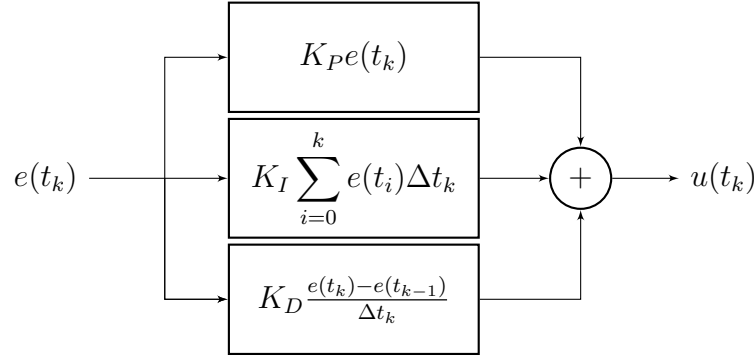 K_P e(t_k)
e(t_k)
K_I \sum_{i=0}^{k} e(t_i) \Delta t_k
+
u(t_k)
K_D \frac{e(t_k)-e(t_{k-1})}{\Delta t_k}